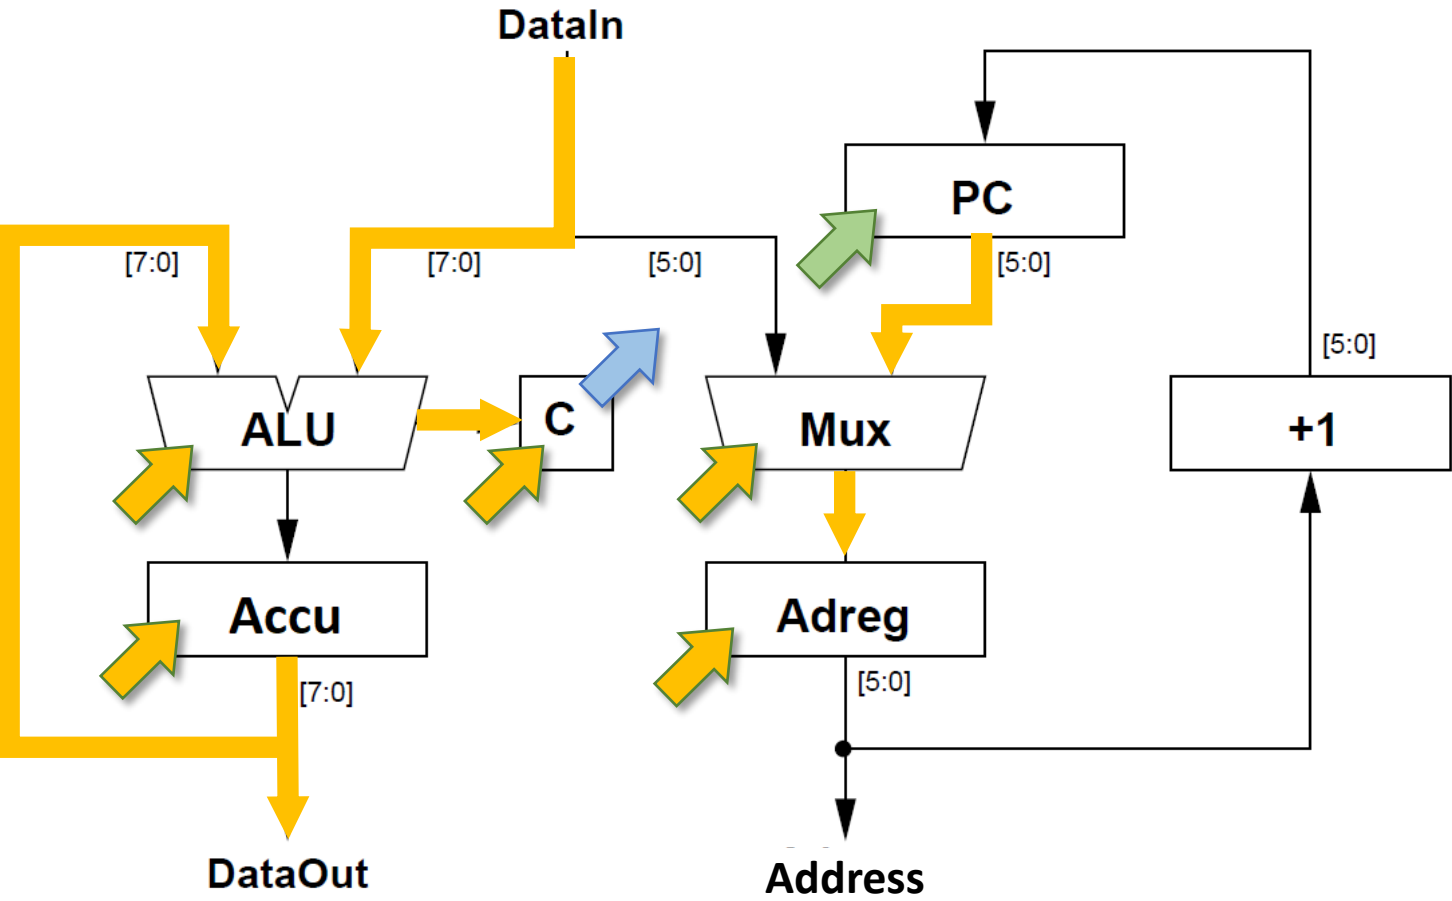 DataIn
PC
[7:0]
[7:0]
[5:0]
[5:0]
[5:0]
ALU
C
Mux
+1
Accu
Adreg
[7:0]
[5:0]
DataOut
Address